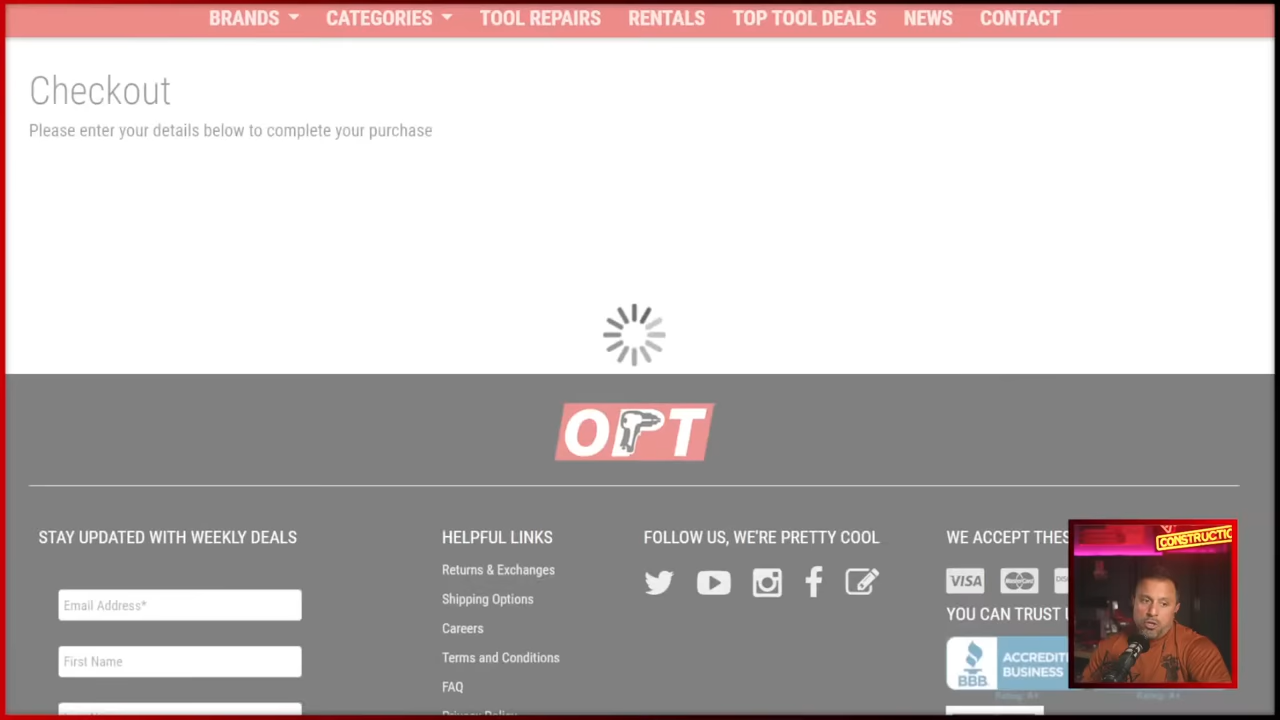 BRANDS CATEGORIES TOOL REPAIRS RENTALS TOP TOOL DEALS NEWS CONTACT
Checkout
Please enter your details below to complete your purchase
OPT
STAY UPDATED WITH WEEKLY DEALS
Email Address*
First Name
HELPFUL LINKS
Returns & Exchanges
Shipping Options
Careers
Terms and Conditions
FAQ
Privacy Policy
FOLLOW US, WE'RE PRETTY COOL
WE ACCEPT THES
VISA
YOU CAN TRUST U
BBB
ACCREDITE
BUSINESS
CONSTRUCTIO